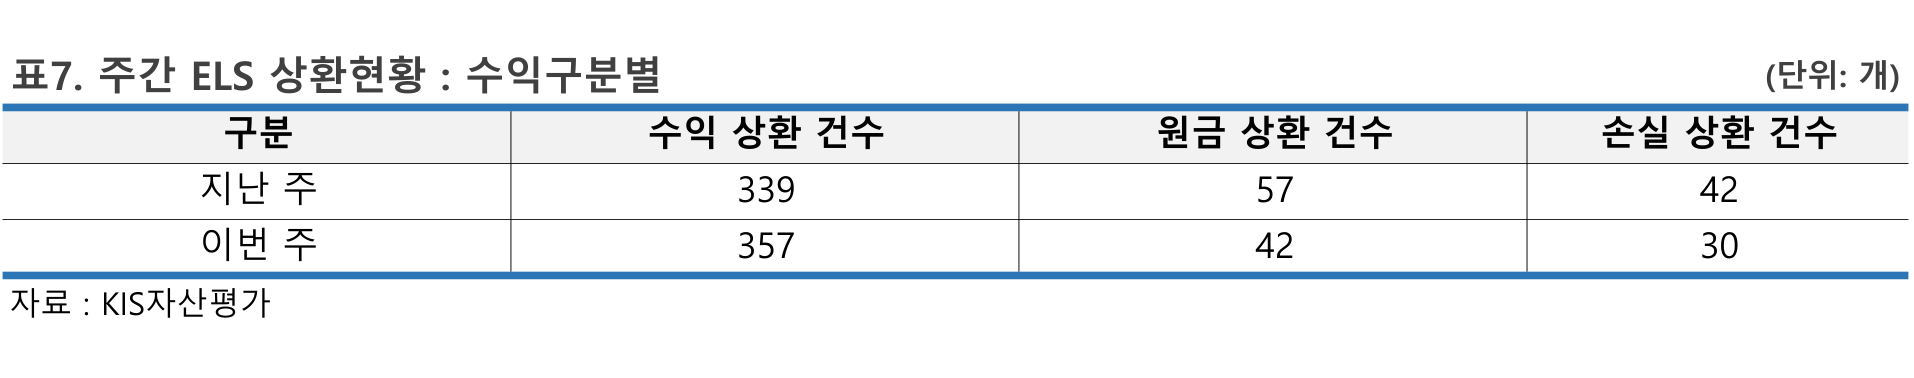 표7. 주간 ELS 상환현황 : 수익구분별 (단위: 개)
구분 수익 상환 건수 원금 상환 건수 손실 상환 건수
지난 주 339 57 42
이번 주 357 42 30
자료 : KIS자산평가